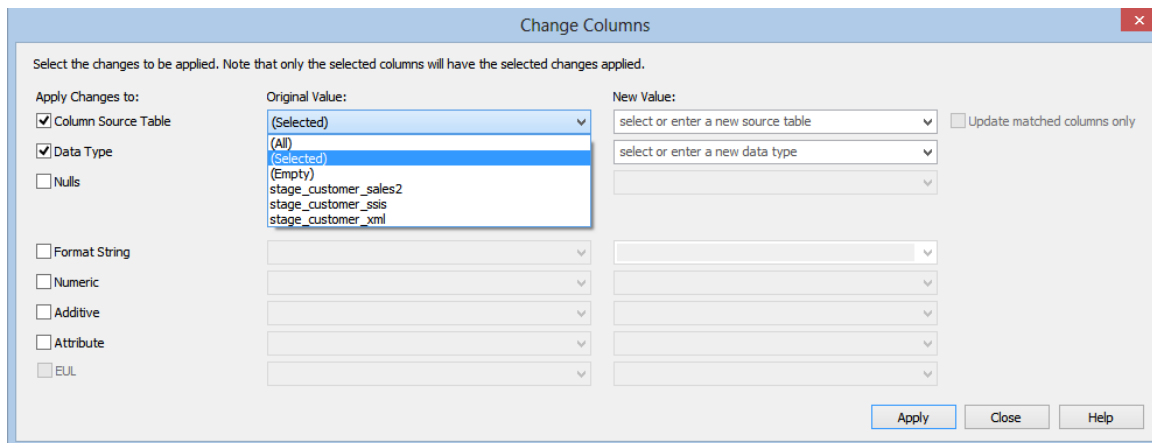 Change Columns
Select the changes to be applied. Note that only the selected columns will have the selected changes applied.
Apply Changes to: Original Value: New Value:
Column Source Table (Selected) select or enter a new source table Update matched columns only
(All)
Data Type (Selected) select or enter a new data type
(Empty)
Nulls stage_customer_sales2
stage_customer_ssis
stage_customer_xml
Format String
Numeric
Additive
Attribute
EUL
Apply Close Help